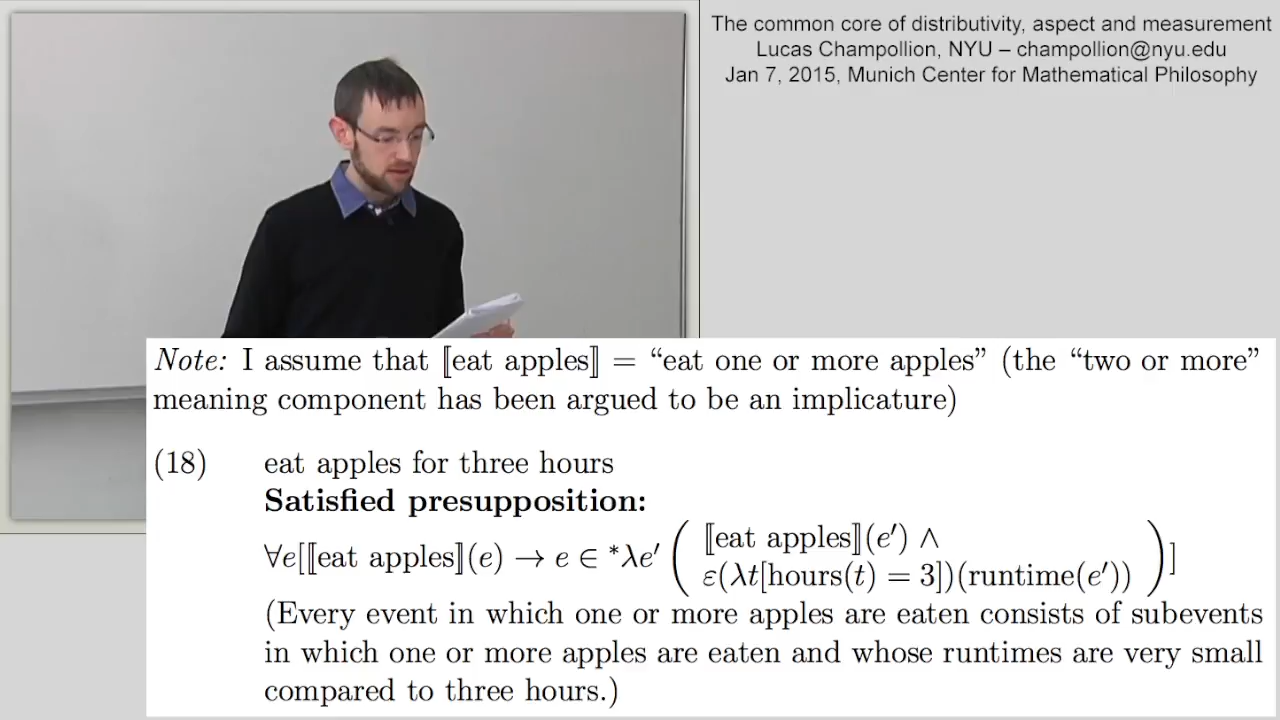 The common core of distributivity, aspect and measurement
Lucas Champollion, NYU – champollion@nyu.edu
Jan 7, 2015, Munich Center for Mathematical Philosophy
Note: I assume that ⟦eat apples⟧ = “eat one or more apples” (the “two or more”
meaning component has been argued to be an implicature)
(18) eat apples for three hours
Satisfied presupposition:
∀e[⟦eat apples⟧(e) → e ∈ *λe′ ( ⟦eat apples⟧(e′) ∧
ε(λt[hours(t) = 3])(runtime(e′)) )]
(Every event in which one or more apples are eaten consists of subevents
in which one or more apples are eaten and whose runtimes are very small
compared to three hours.)